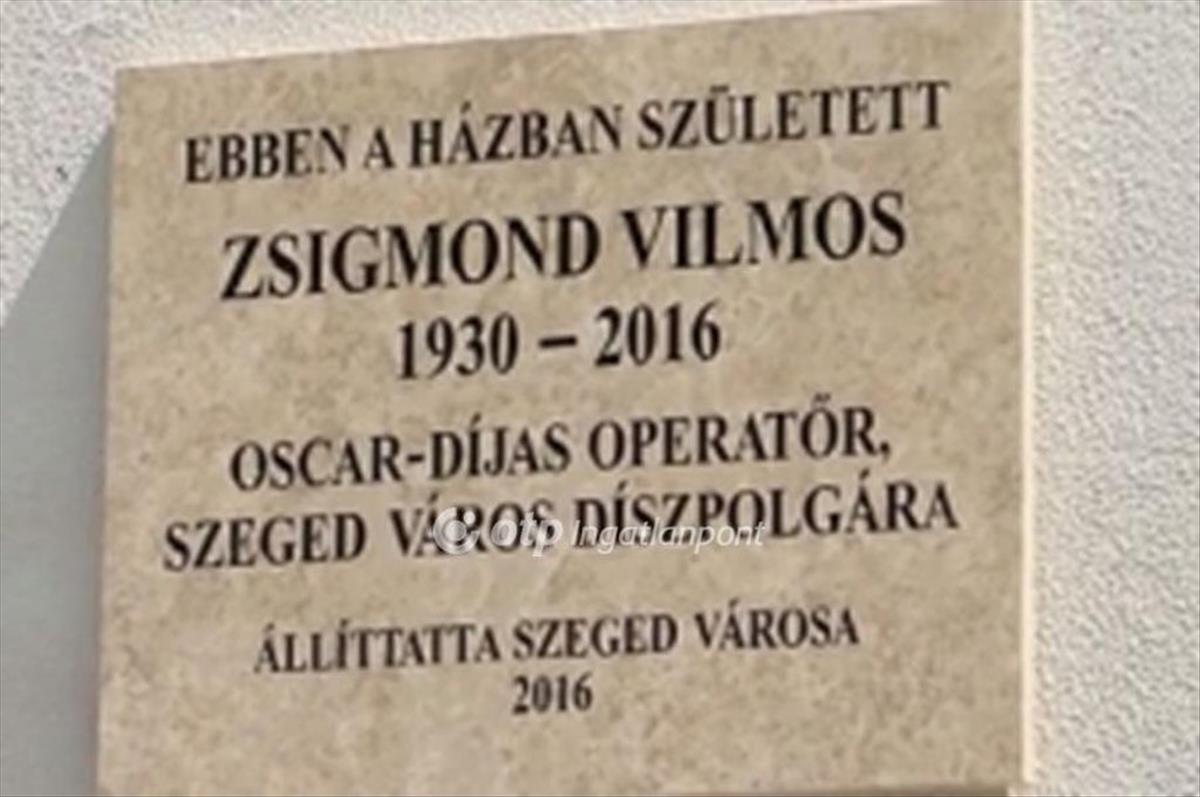 EBBEN A HÁZBAN SZÜLETETT
ZSIGMOND VILMOS
1930 – 2016
OSCAR-DÍJAS OPERATŐR,
SZEGED VÁROS DÍSZPOLGÁRA
otp Ingatlanpont
ÁLLÍTTATTA SZEGED VÁROSA
2016